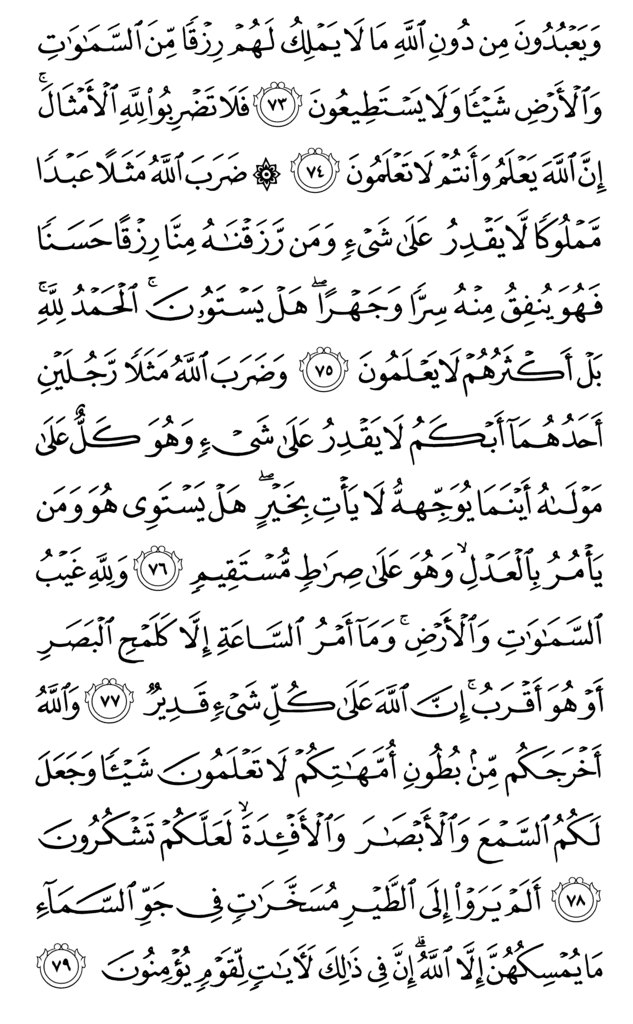 وَيَعْبُدُونَ مِن دُونِ ٱللَّهِ مَا لَا يَمْلِكُ لَهُمْ رِزْقًا مِّنَ ٱلسَّمَـٰوَٰتِ
وَٱلْأَرْضِ شَيْـًٔا وَلَا يَسْتَطِيعُونَ ٧٣ فَلَا تَضْرِبُوا۟ لِلَّهِ ٱلْأَمْثَالَ ۚ
إِنَّ ٱللَّهَ يَعْلَمُ وَأَنتُمْ لَا تَعْلَمُونَ ٧٤ ۞ ضَرَبَ ٱللَّهُ مَثَلًا عَبْدًا
مَّمْلُوكًا لَّا يَقْدِرُ عَلَىٰ شَىْءٍ وَمَن رَّزَقْنَـٰهُ مِنَّا رِزْقًا حَسَنًا
فَهُوَ يُنفِقُ مِنْهُ سِرًّا وَجَهْرًا ۖ هَلْ يَسْتَوُۥنَ ۚ ٱلْحَمْدُ لِلَّهِ ۚ
بَلْ أَكْثَرُهُمْ لَا يَعْلَمُونَ ٧٥ وَضَرَبَ ٱللَّهُ مَثَلًا رَّجُلَيْنِ
أَحَدُهُمَآ أَبْكَمُ لَا يَقْدِرُ عَلَىٰ شَىْءٍ وَهُوَ كَلٌّ عَلَىٰ
مَوْلَىٰهُ أَيْنَمَا يُوَجِّههُّ لَا يَأْتِ بِخَيْرٍ ۖ هَلْ يَسْتَوِى هُوَ وَمَن
يَأْمُرُ بِٱلْعَدْلِ ۙ وَهُوَ عَلَىٰ صِرَٰطٍ مُّسْتَقِيمٍ ٧٦ وَلِلَّهِ غَيْبُ
ٱلسَّمَـٰوَٰتِ وَٱلْأَرْضِ ۚ وَمَآ أَمْرُ ٱلسَّاعَةِ إِلَّا كَلَمْحِ ٱلْبَصَرِ
أَوْ هُوَ أَقْرَبُ ۚ إِنَّ ٱللَّهَ عَلَىٰ كُلِّ شَىْءٍ قَدِيرٌ ٧٧ وَٱللَّهُ
أَخْرَجَكُم مِّنۢ بُطُونِ أُمَّهَـٰتِكُمْ لَا تَعْلَمُونَ شَيْـًٔا وَجَعَلَ
لَكُمُ ٱلسَّمْعَ وَٱلْأَبْصَـٰرَ وَٱلْأَفْـِٔدَةَ ۙ لَعَلَّكُمْ تَشْكُرُونَ
٧٨ أَلَمْ يَرَوْا۟ إِلَى ٱلطَّيْرِ مُسَخَّرَٰتٍ فِى جَوِّ ٱلسَّمَآءِ
مَا يُمْسِكُهُنَّ إِلَّا ٱللَّهُ ۗ إِنَّ فِى ذَٰلِكَ لَـَٔايَـٰتٍ لِّقَوْمٍ يُؤْمِنُونَ ٧٩